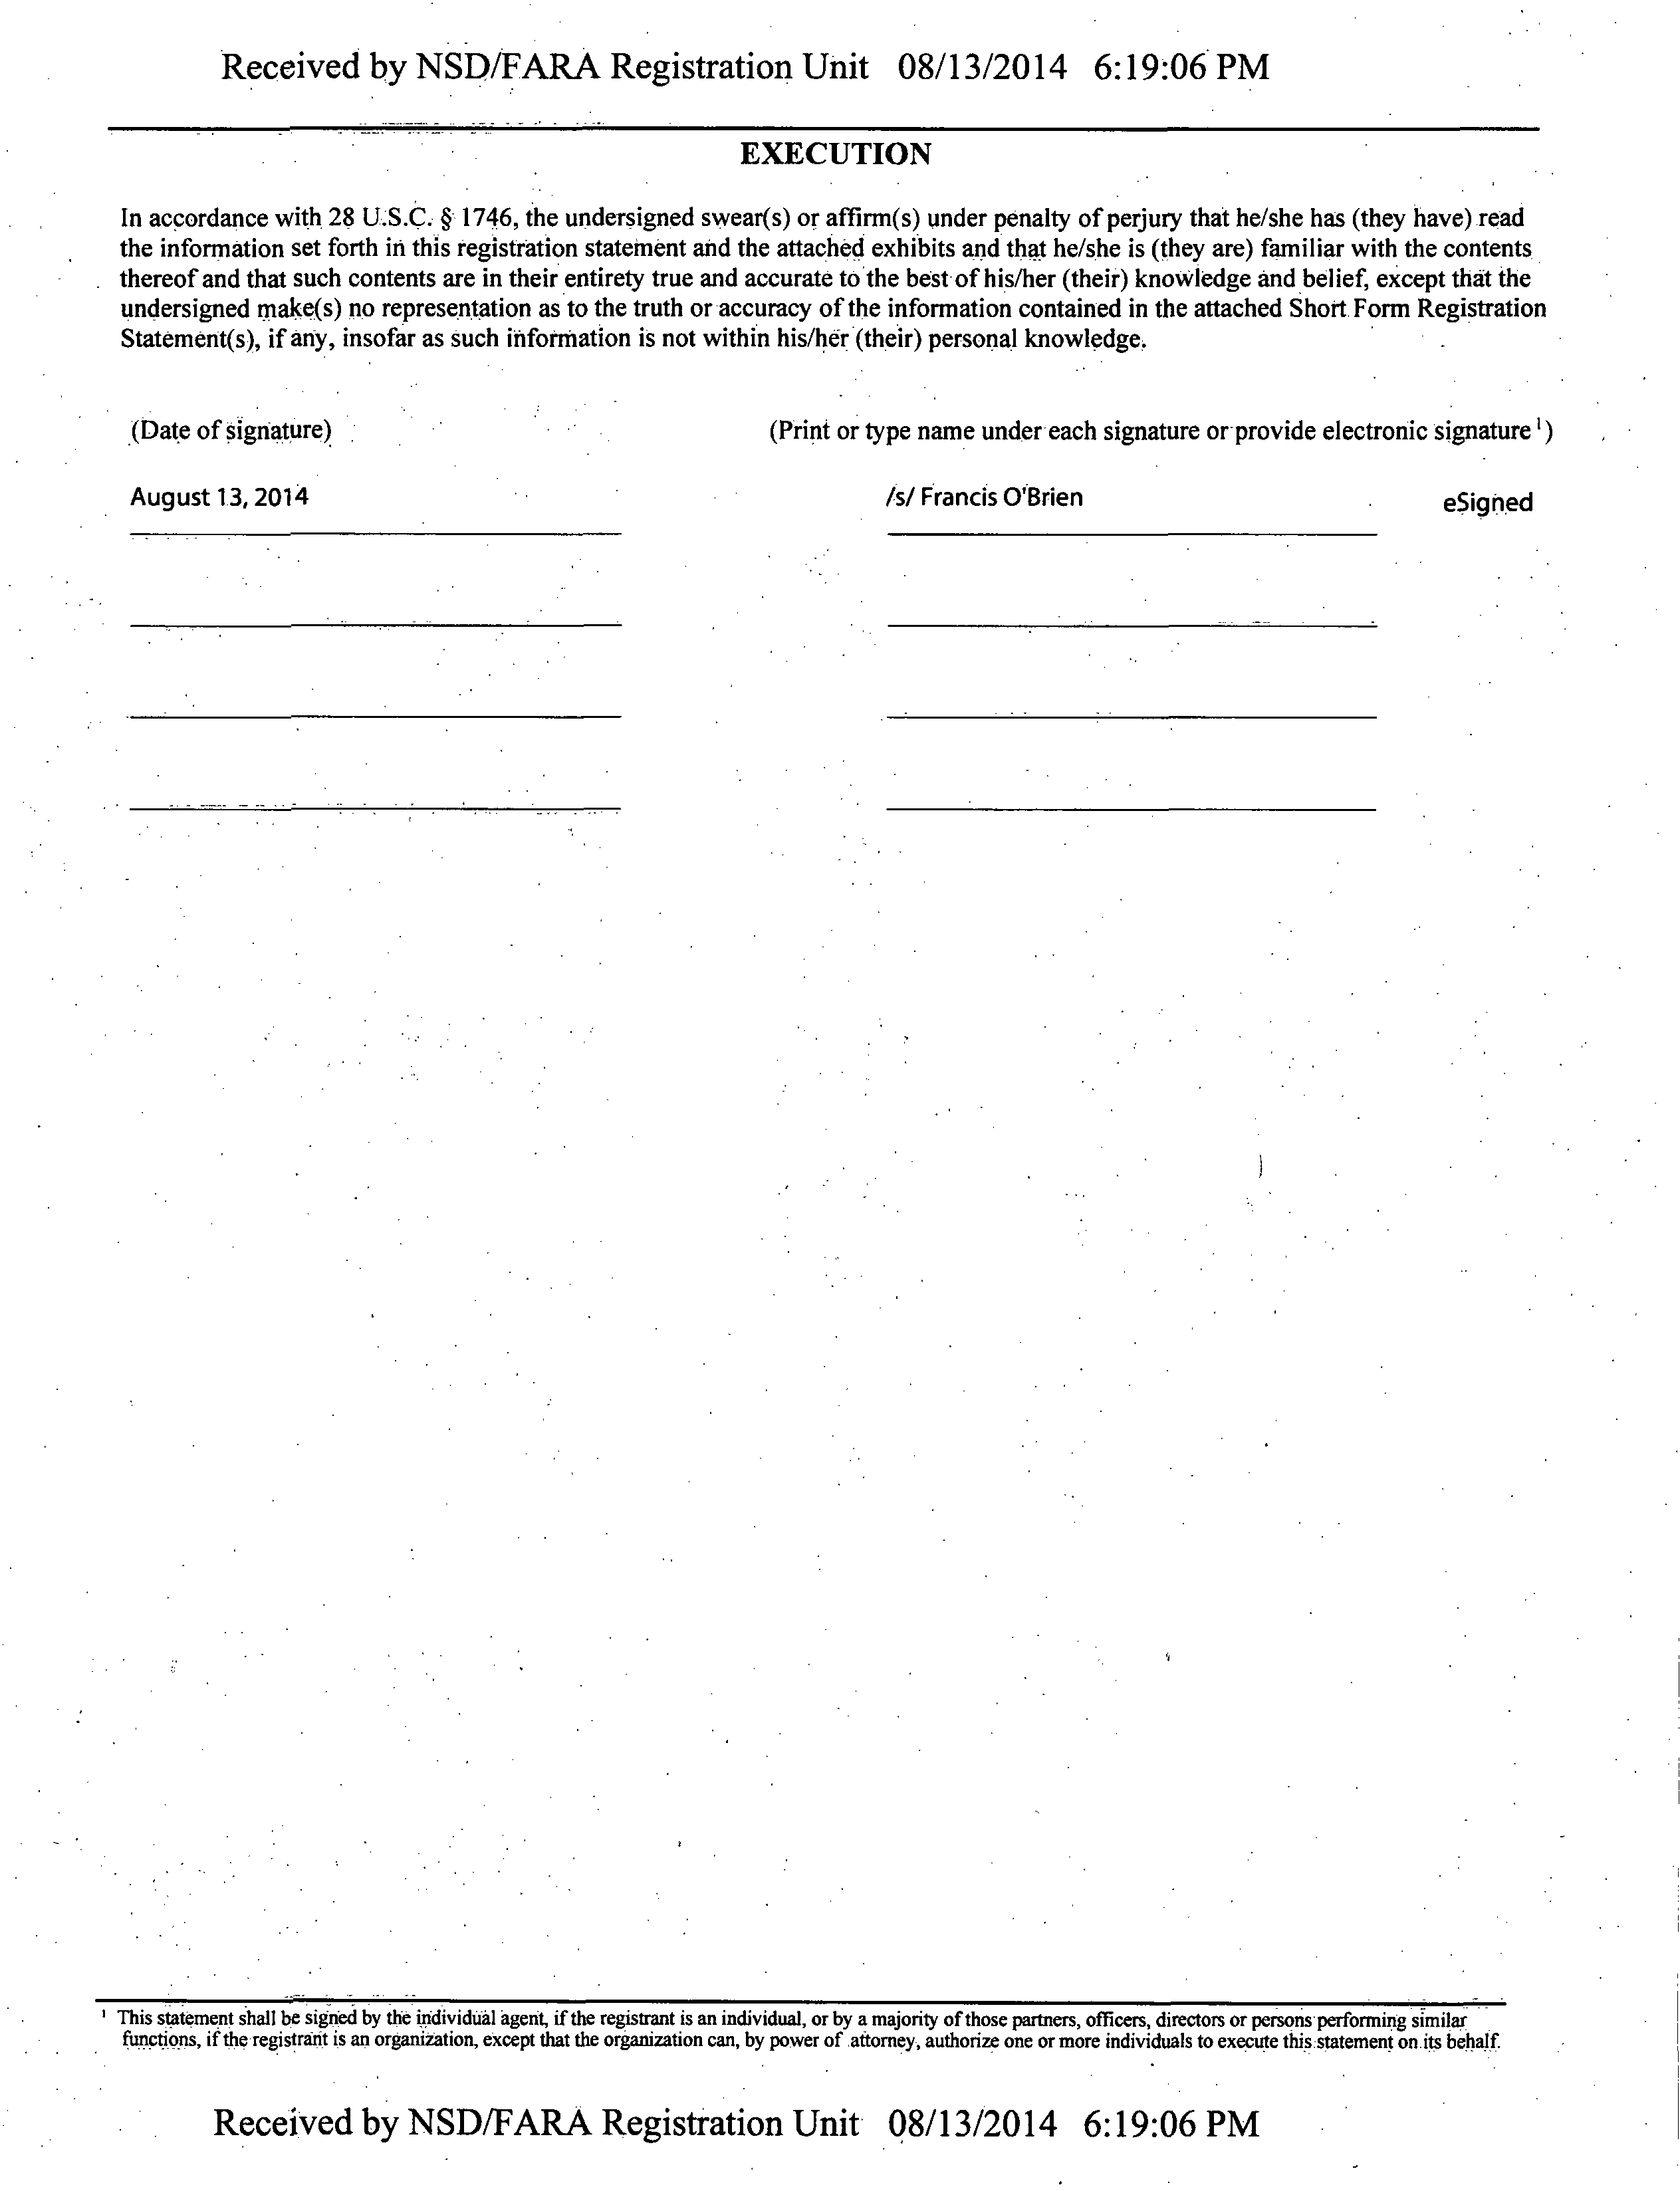 Received by NSD/FARA Registration Unit 08/13/2014 6:19:06 PM
EXECUTION
In accordance with 28 U.S.C. § 1746, the undersigned swear(s) or affirm(s) under penalty of perjury that he/she has (they have) read
the information set forth in this registration statement and the attached exhibits and that he/she is (they are) familiar with the contents
thereof and that such contents are in their entirety true and accurate to the best of his/her (their) knowledge and belief, except that the
undersigned make(s) no representation as to the truth or accuracy of the information contained in the attached Short Form Registration
Statement(s), if any, insofar as such information is not within his/her (their) personal knowledge.
(Date of signature) (Print or type name under each signature or provide electronic signature ¹)
August 13, 2014 /s/ Francis O'Brien eSigned
¹ This statement shall be signed by the individual agent, if the registrant is an individual, or by a majority of those partners, officers, directors or persons performing similar
functions, if the registrant is an organization, except that the organization can, by power of attorney, authorize one or more individuals to execute this statement on its behalf.
Received by NSD/FARA Registration Unit 08/13/2014 6:19:06 PM